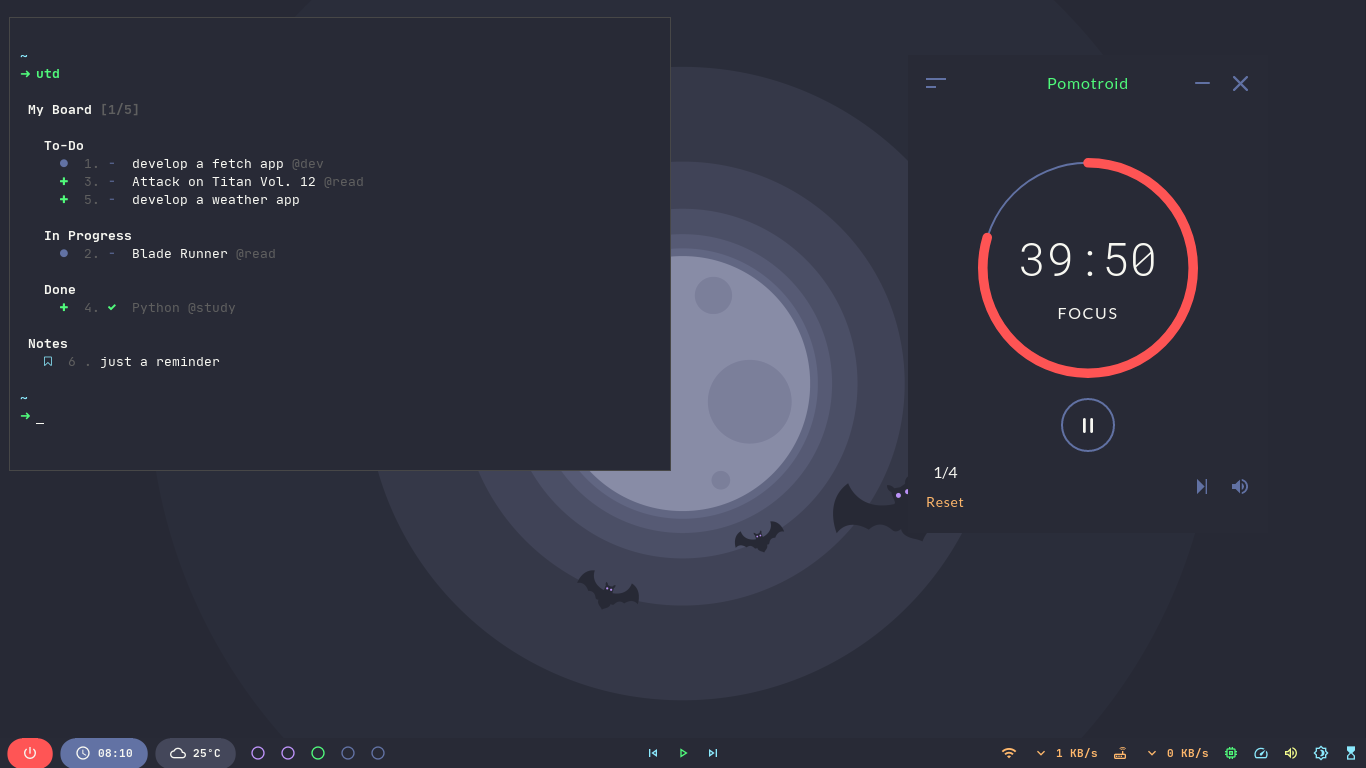 ~
➜ utd
My Board [1/5]
To-Do
● 1. - develop a fetch app @dev
+ 3. - Attack on Titan Vol. 12 @read
+ 5. - develop a weather app
In Progress
● 2. - Blade Runner @read
Done
+ 4. ✓ Python @study
Notes
6 . just a reminder
~
➜ _
Pomotroid
39:50
FOCUS
1/4
Reset
08:10 25°C 1 KB/s 0 KB/s